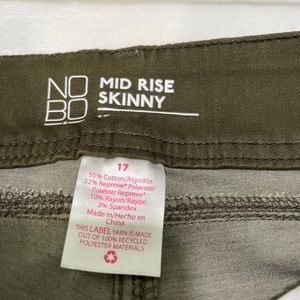 NO
BO
MID RISE
SKINNY
17
55% Cotton/Algodón
32% Repreve® Polyester/
Poliéster Repreve®
10% Rayon/Rayón
3% Spandex
Made in/Hecho en
China
THIS LABEL YARN IS MADE
OUT OF 100% RECYCLED
POLYESTER MATERIALS